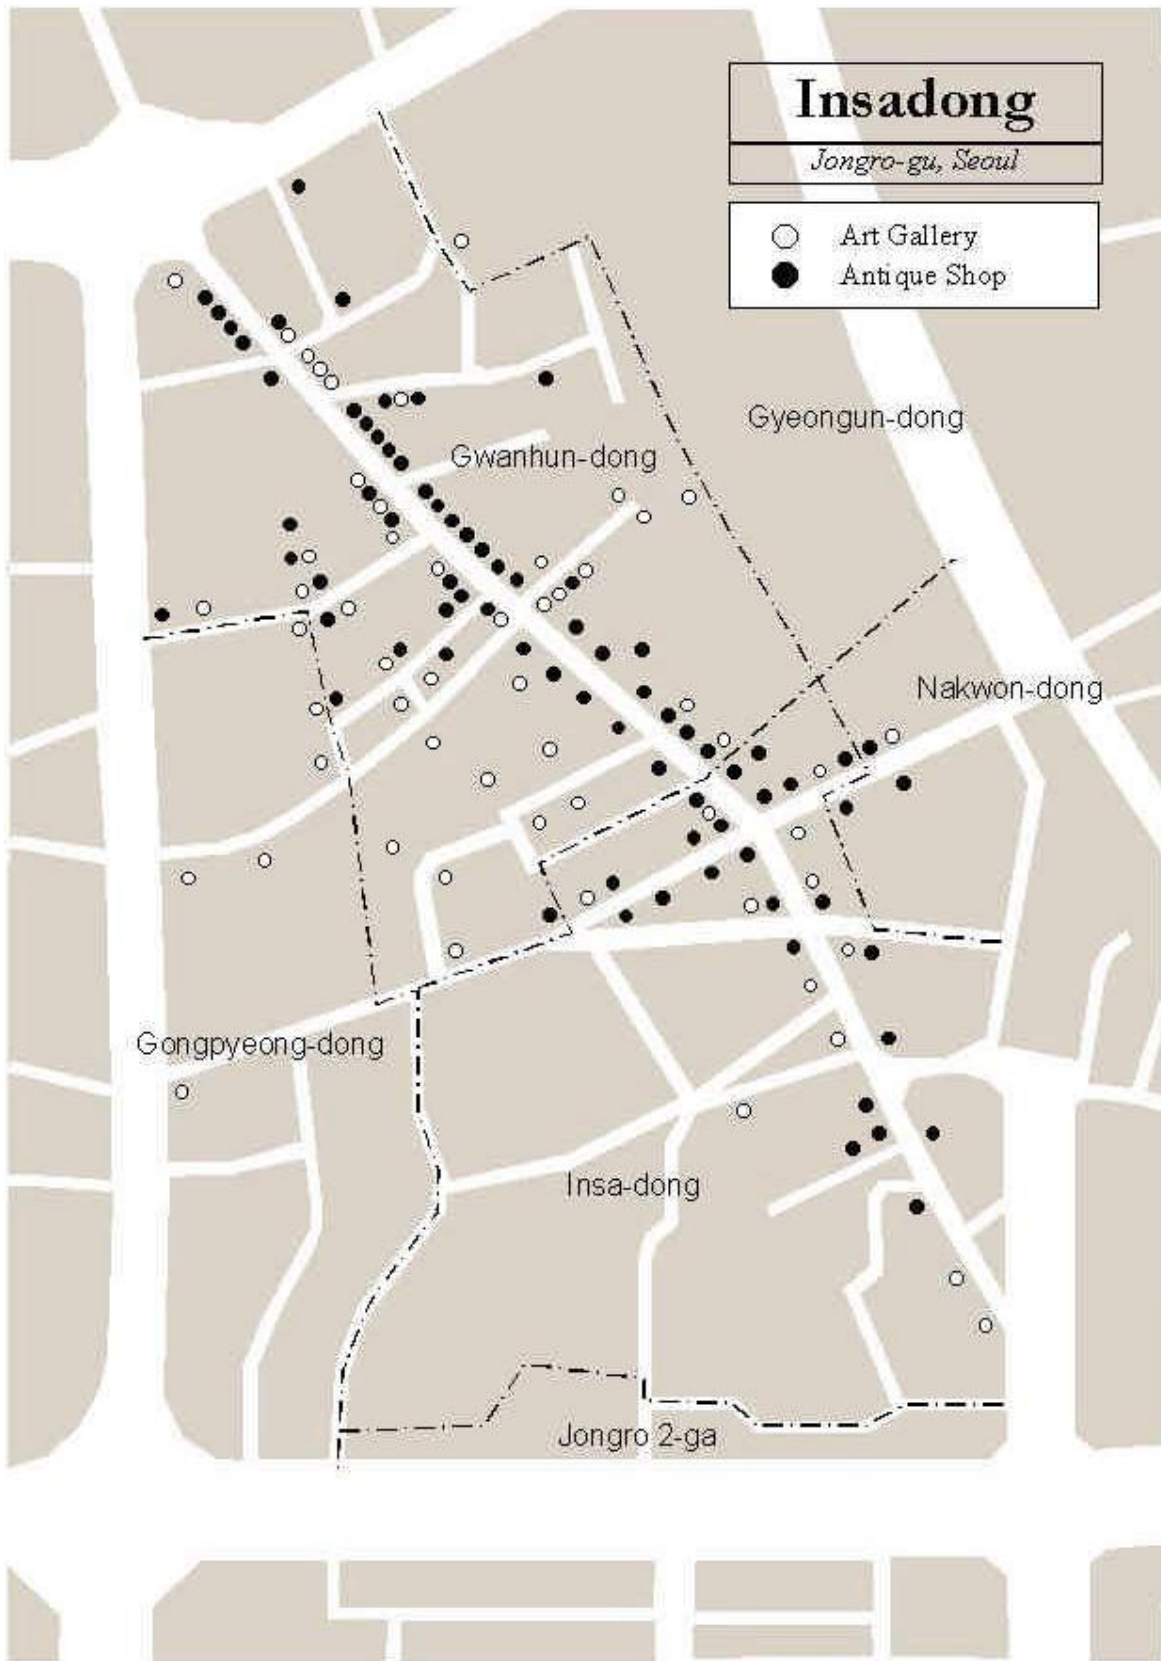 Insadong
Jongro-gu, Seoul
Art Gallery
Antique Shop
Gyeongun-dong
Gwanhun-dong
Nakwon-dong
Gongpyeong-dong
Insa-dong
Jongro 2-ga